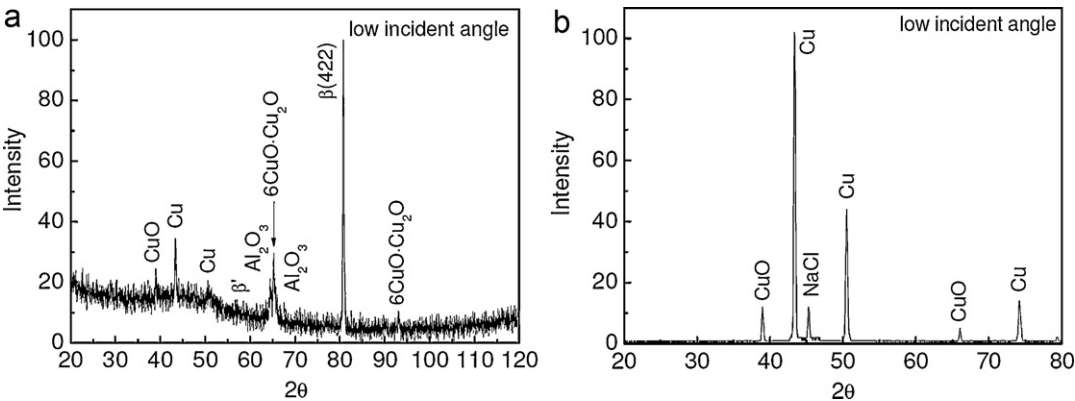 a
low incident angle
Intensity
100
80
60
40
20
0
CuO
Cu
Cu
β'
Al₂O₃
6CuO·Cu₂O
Al₂O₃
β(422)
6CuO·Cu₂O
20 30 40 50 60 70 80 90 100 110 120
2θ
b
low incident angle
Intensity
100
80
60
40
20
0
CuO
Cu
NaCl
Cu
CuO
Cu
20 30 40 50 60 70 80
2θ